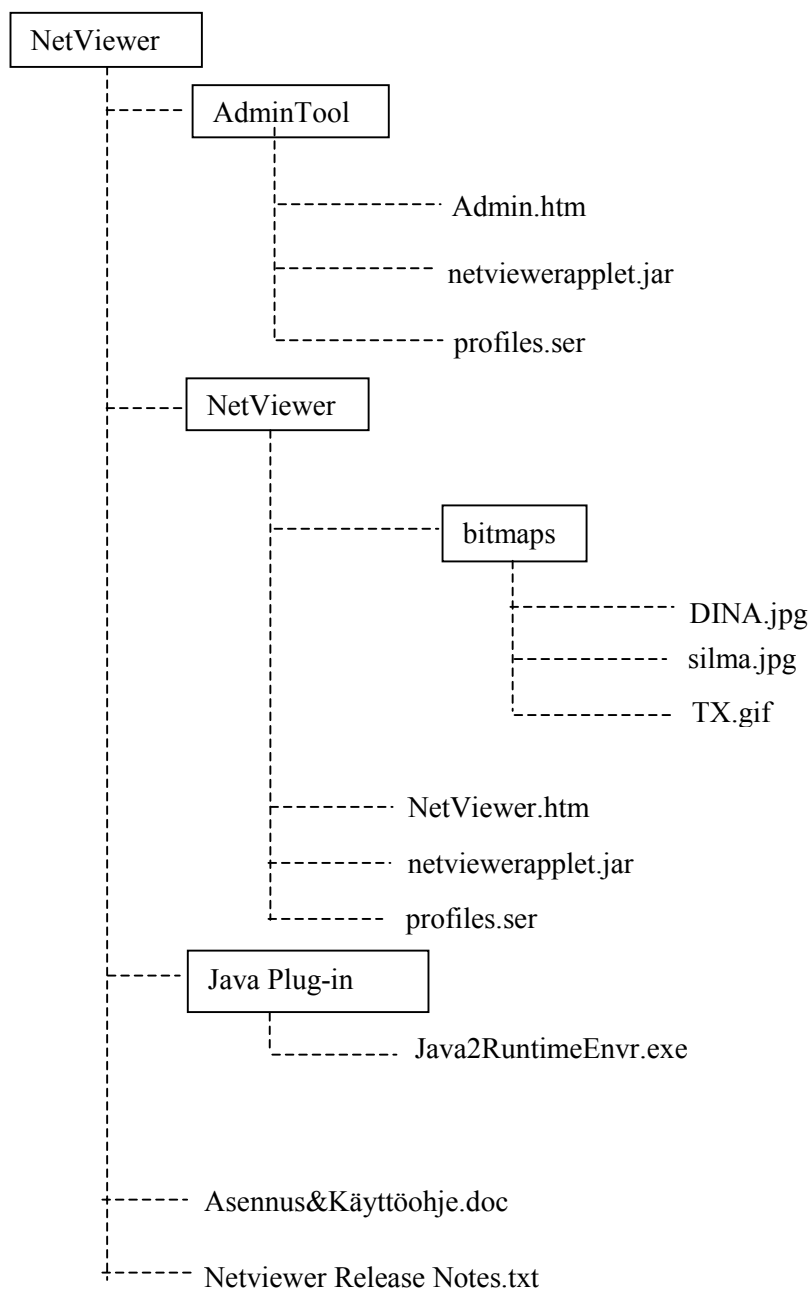 NetViewer
AdminTool
Admin.htm
netviewerapplet.jar
profiles.ser
NetViewer
bitmaps
DINA.jpg
silma.jpg
TX.gif
NetViewer.htm
netviewerapplet.jar
profiles.ser
Java Plug-in
Java2RuntimeEnvr.exe
Asennus&Käyttöohje.doc
Netviewer Release Notes.txt